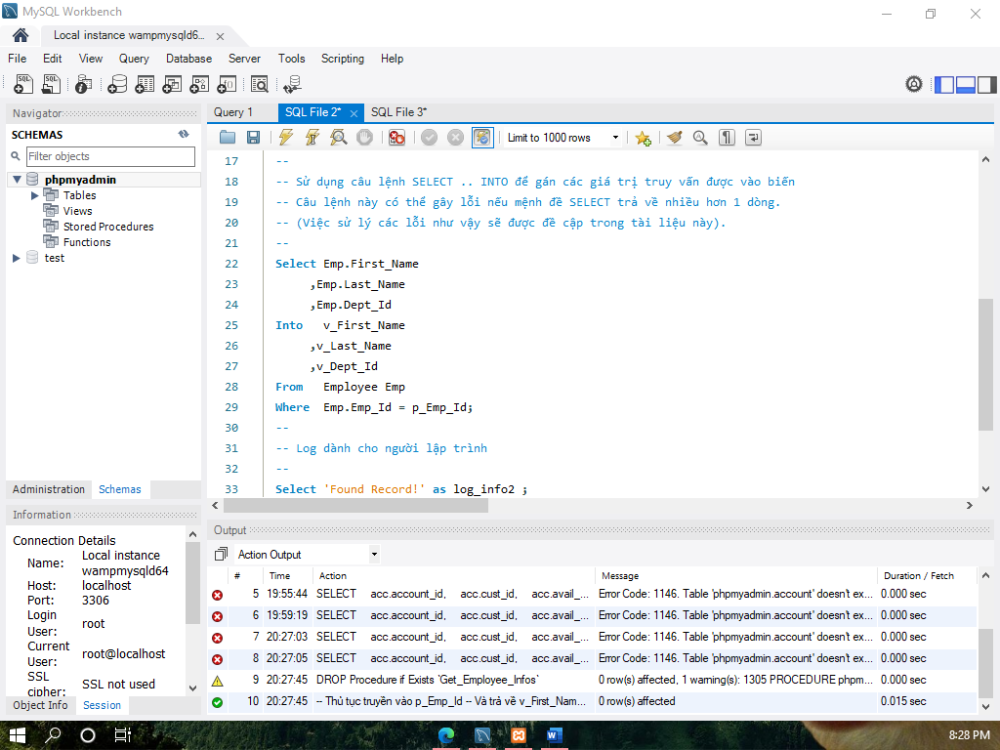 MySQL Workbench
Local instance wampmysqld6...
File Edit View Query Database Server Tools Scripting Help
Navigator
SCHEMAS
Filter objects
phpmyadmin
Tables
Views
Stored Procedures
Functions
test
Administration Schemas
Information
Connection Details
Name: Local instance wampmysqld64
Host: localhost
Port: 3306
Login User: root
Current User: root@localhost
SSL cipher: SSL not used
Object Info Session
Query 1 SQL File 2* SQL File 3*
Limit to 1000 rows
17 --
18 -- Sử dụng câu lệnh SELECT .. INTO để gán các giá trị truy vấn được vào biến
19 -- Câu lệnh này có thể gây lỗi nếu mệnh đề SELECT trả về nhiều hơn 1 dòng.
20 -- (Việc sử lý các lỗi như vậy sẽ được đề cập trong tài liệu này).
21 --
22 Select Emp.First_Name
23 ,Emp.Last_Name
24 ,Emp.Dept_Id
25 Into v_First_Name
26 ,v_Last_Name
27 ,v_Dept_Id
28 From Employee Emp
29 Where Emp.Emp_Id = p_Emp_Id;
30 --
31 -- Log dành cho người lập trình
32 --
33 Select 'Found Record!' as log_info2 ;
Output
Action Output
# Time Action Message Duration / Fetch
5 19:55:44 SELECT acc.account_id, acc.cust_id, acc.avail_... Error Code: 1146. Table 'phpmyadmin.account' doesn't ex... 0.000 sec
6 19:59:19 SELECT acc.account_id, acc.cust_id, acc.avail_... Error Code: 1146. Table 'phpmyadmin.account' doesn't ex... 0.000 sec
7 20:27:03 SELECT acc.account_id, acc.cust_id, acc.avail_... Error Code: 1146. Table 'phpmyadmin.account' doesn't ex... 0.000 sec
8 20:27:05 SELECT acc.account_id, acc.cust_id, acc.avail_... Error Code: 1146. Table 'phpmyadmin.account' doesn't ex... 0.000 sec
9 20:27:45 DROP Procedure if Exists `Get_Employee_Infos` 0 row(s) affected, 1 warning(s): 1305 PROCEDURE phpm... 0.000 sec
10 20:27:45 -- Thủ tục truyền vào p_Emp_Id -- Và trả về v_First_Nam... 0 row(s) affected 0.015 sec
8:28 PM